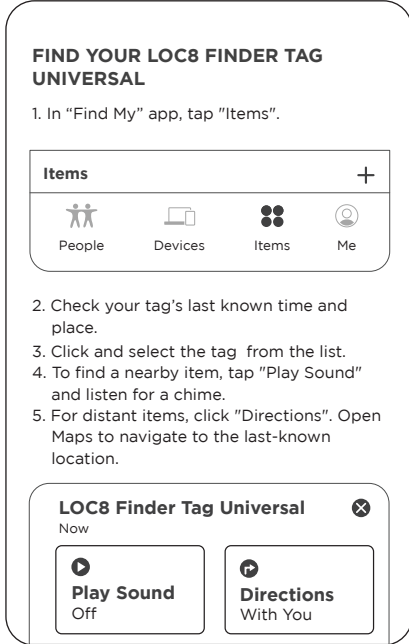 FIND YOUR LOC8 FINDER TAG
UNIVERSAL
1. In “Find My” app, tap "Items".
Items
People Devices Items Me
2. Check your tag’s last known time and
place.
3. Click and select the tag from the list.
4. To find a nearby item, tap "Play Sound"
and listen for a chime.
5. For distant items, click "Directions". Open
Maps to navigate to the last-known
location.
LOC8 Finder Tag Universal
Now
Play Sound
Off
Directions
With You